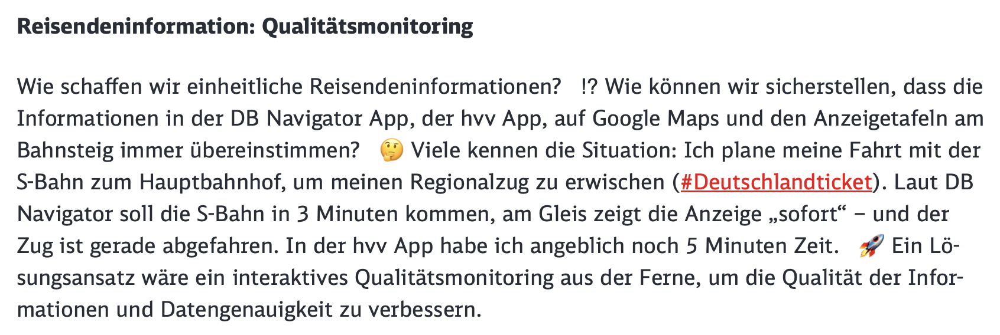 Reisendeninformation: Qualitätsmonitoring
Wie schaffen wir einheitliche Reisendeninformationen? !? Wie können wir sicherstellen, dass die
Informationen in der DB Navigator App, der hvv App, auf Google Maps und den Anzeigetafeln am
Bahnsteig immer übereinstimmen? 🤔 Viele kennen die Situation: Ich plane meine Fahrt mit der
S-Bahn zum Hauptbahnhof, um meinen Regionalzug zu erwischen (#Deutschlandticket). Laut DB
Navigator soll die S-Bahn in 3 Minuten kommen, am Gleis zeigt die Anzeige „sofort“ – und der
Zug ist gerade abgefahren. In der hvv App habe ich angeblich noch 5 Minuten Zeit. 🚀 Ein Lö-
sungsansatz wäre ein interaktives Qualitätsmonitoring aus der Ferne, um die Qualität der Infor-
mationen und Datengenauigkeit zu verbessern.